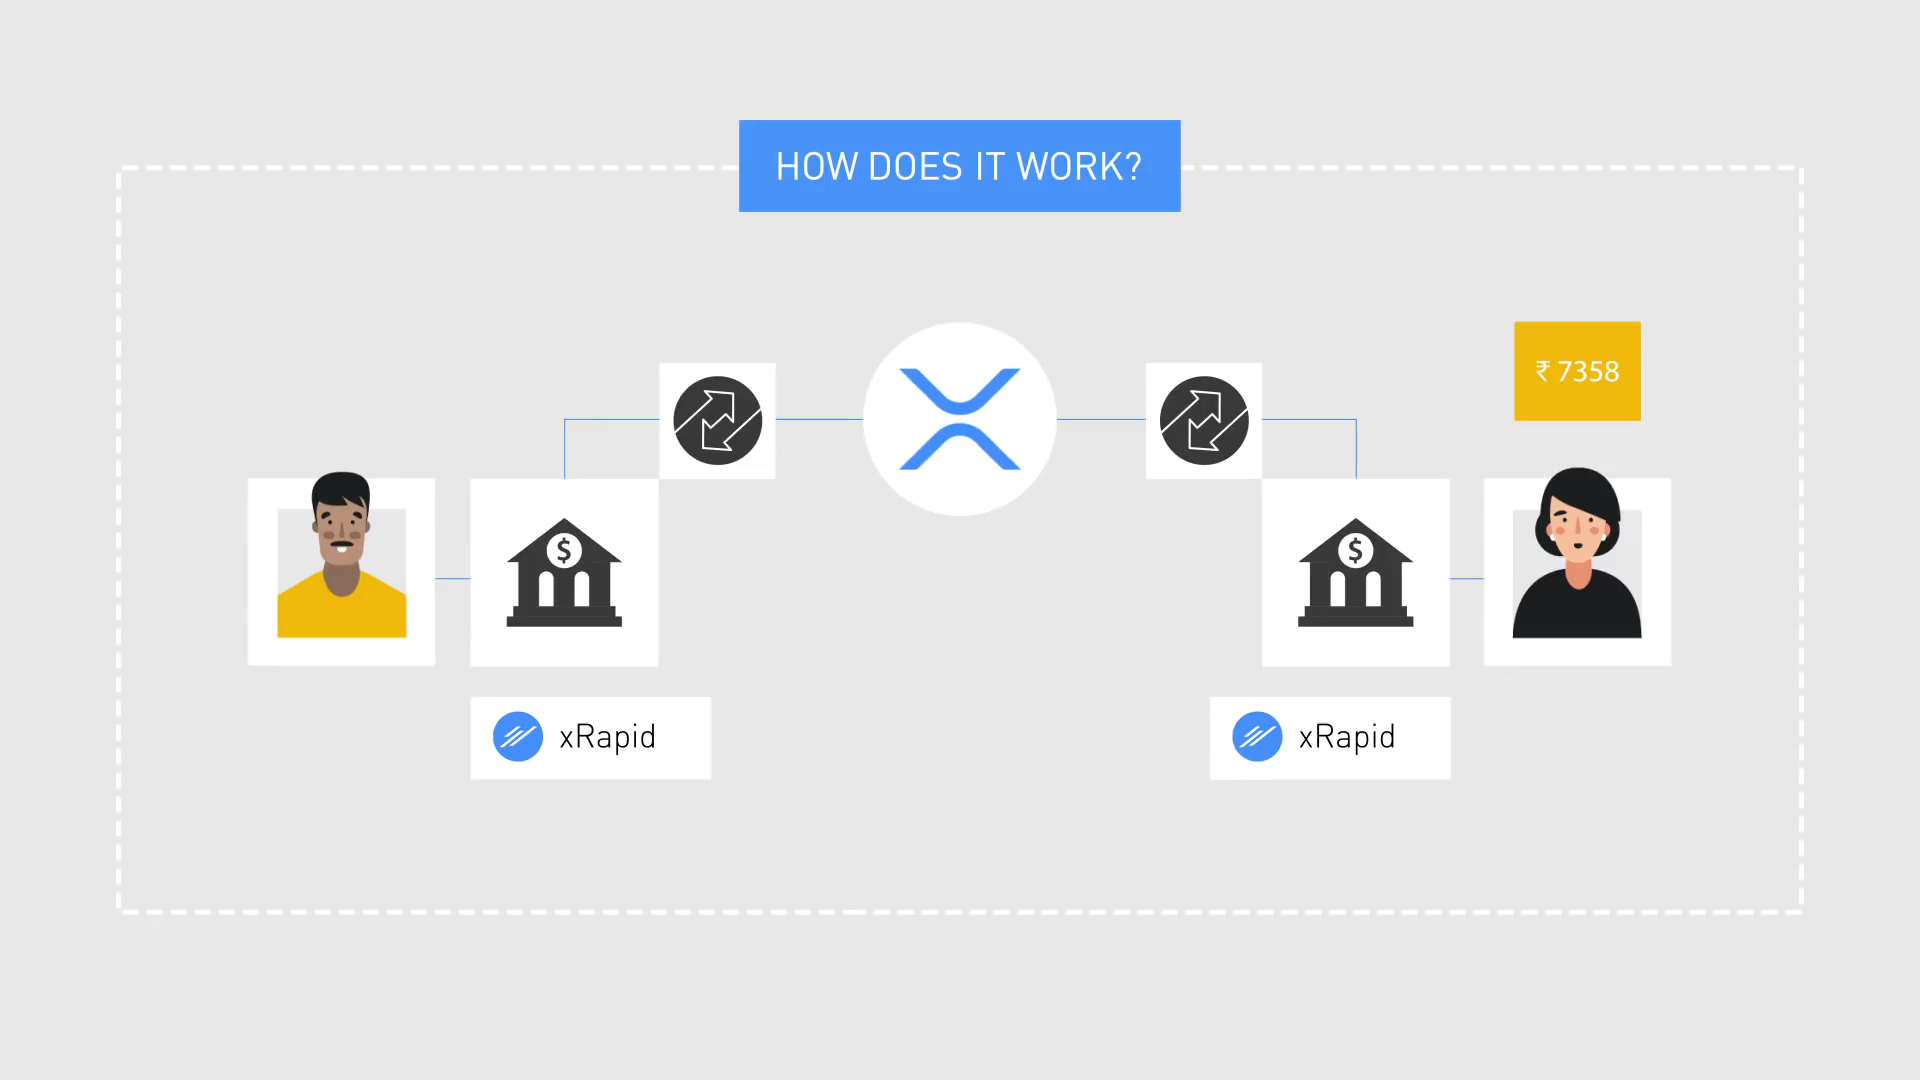 HOW DOES IT WORK?
₹ 7358
$
$
xRapid
xRapid